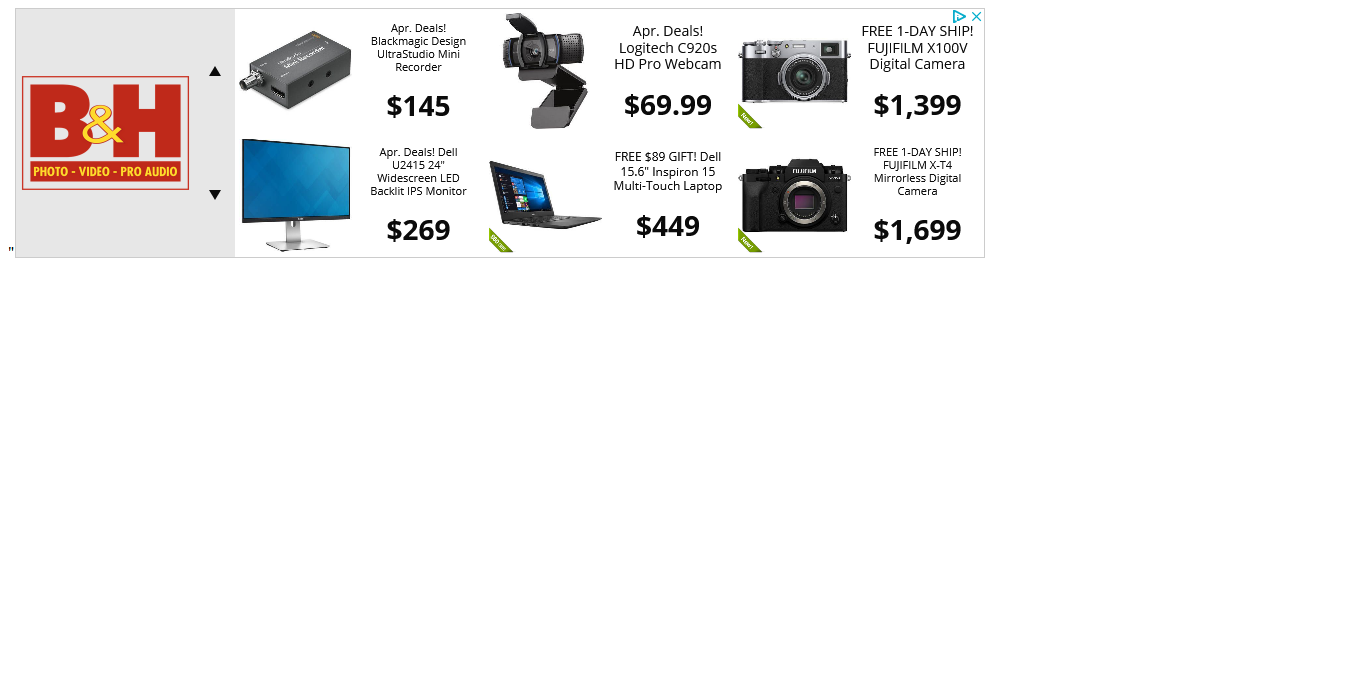 B&H
PHOTO - VIDEO - PRO AUDIO
Apr. Deals!
Blackmagic Design
UltraStudio Mini
Recorder
$145
Apr. Deals!
Logitech C920s
HD Pro Webcam
$69.99
FREE 1-DAY SHIP!
FUJIFILM X100V
Digital Camera
$1,399
New!
Apr. Deals! Dell
U2415 24"
Widescreen LED
Backlit IPS Monitor
$269
FREE $89 GIFT! Dell
15.6" Inspiron 15
Multi-Touch Laptop
$449
FREE 1-DAY SHIP!
FUJIFILM X-T4
Mirrorless Digital
Camera
$1,699
New!
FUJIFILM
"